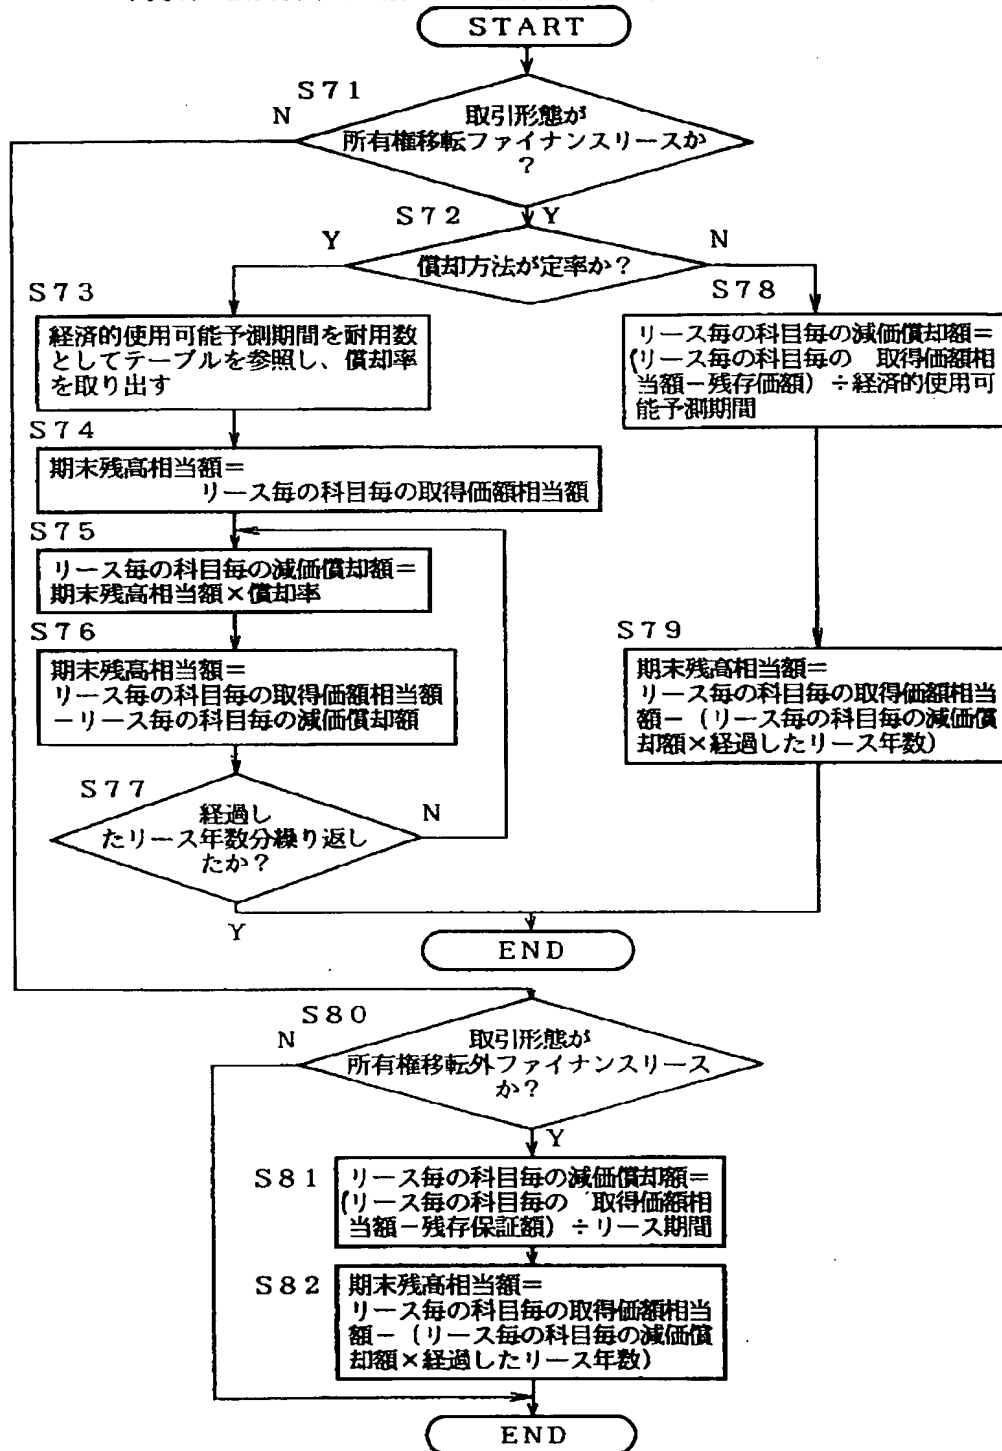 START
S71
N
取引形態が
所有権移転ファイナンスリースか
?
S72
Y
Y
N
償却方法が定率か?
S73
経済的使用可能予測期間を耐用数
としてテーブルを参照し、償却率
を取り出す
S78
リース毎の科目毎の減価償却額=
(リース毎の科目毎の 取得価額相
当額-残存価額)÷経済的使用可
能予測期間
S74
期末残高相当額=
リース毎の科目毎の取得価額相当額
S75
リース毎の科目毎の減価償却額=
期末残高相当額×償却率
S76
期末残高相当額=
リース毎の科目毎の取得価額相当額
-リース毎の科目毎の減価償却額
S79
期末残高相当額=
リース毎の科目毎の取得価額相当
額-(リース毎の科目毎の減価償
却額×経過したリース年数)
S77
経過し
たリース年数分繰り返し
たか?
N
Y
END
S80
N
取引形態が
所有権移転外ファイナンスリース
か?
Y
S81
リース毎の科目毎の減価償却額=
(リース毎の科目毎の 取得価額相
当額-残存保証額)÷リース期間
S82
期末残高相当額=
リース毎の科目毎の取得価額相当
額-(リース毎の科目毎の減価償
却額×経過したリース年数)
END